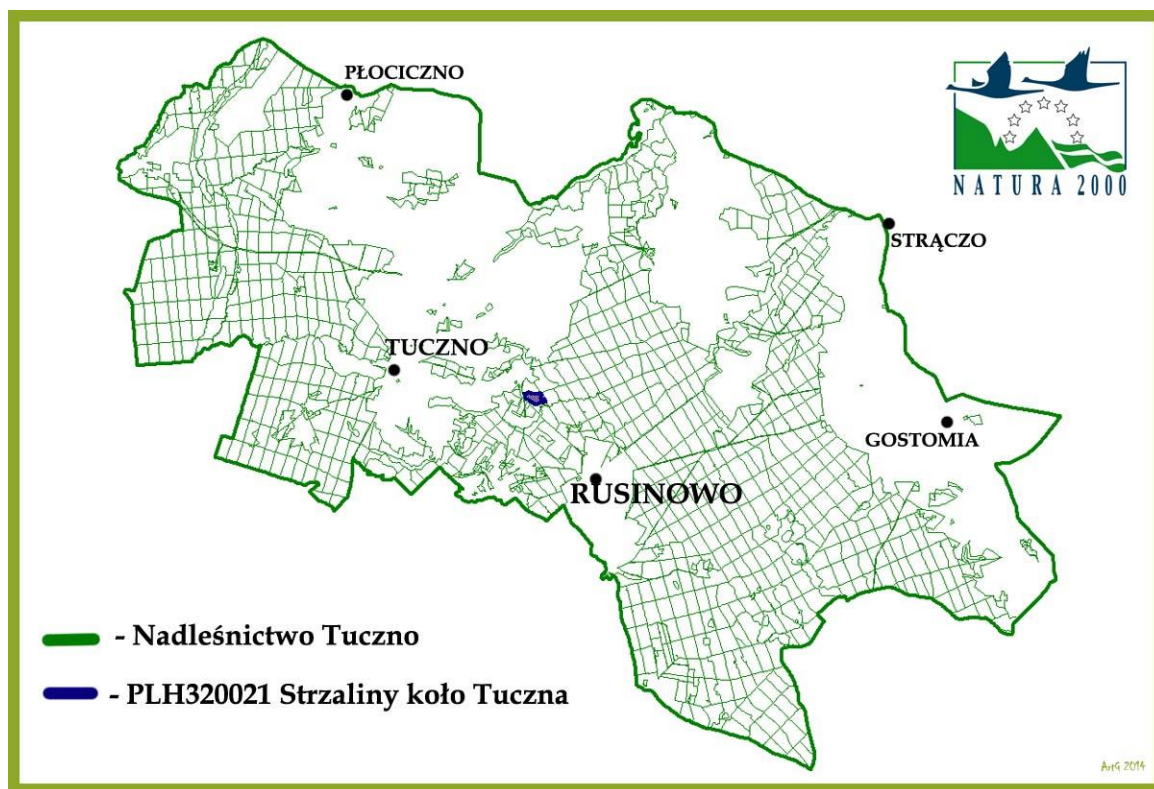 PŁOCICZNO
NATURA 2000
STRĄCZO
TUCZNO
GOSTOMIA
RUSINOWO
- Nadleśnictwo Tuczno
- PLH320021 Strzaliny koło Tuczna
ArtG 2014